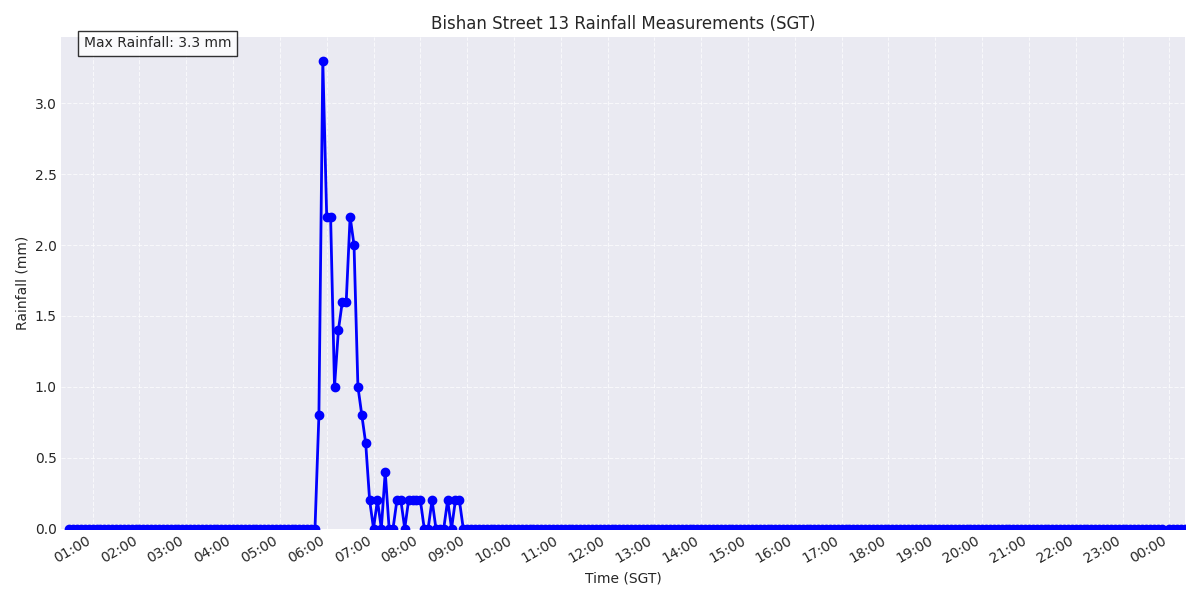 Bishan Street 13 Rainfall Measurements (SGT)
Max Rainfall: 3.3 mm
Rainfall (mm)
3.0
2.5
2.0
1.5
1.0
0.5
0.0
01:00 02:00 03:00 04:00 05:00 06:00 07:00 08:00 09:00 10:00 11:00 12:00 13:00 14:00 15:00 16:00 17:00 18:00 19:00 20:00 21:00 22:00 23:00 00:00
Time (SGT)